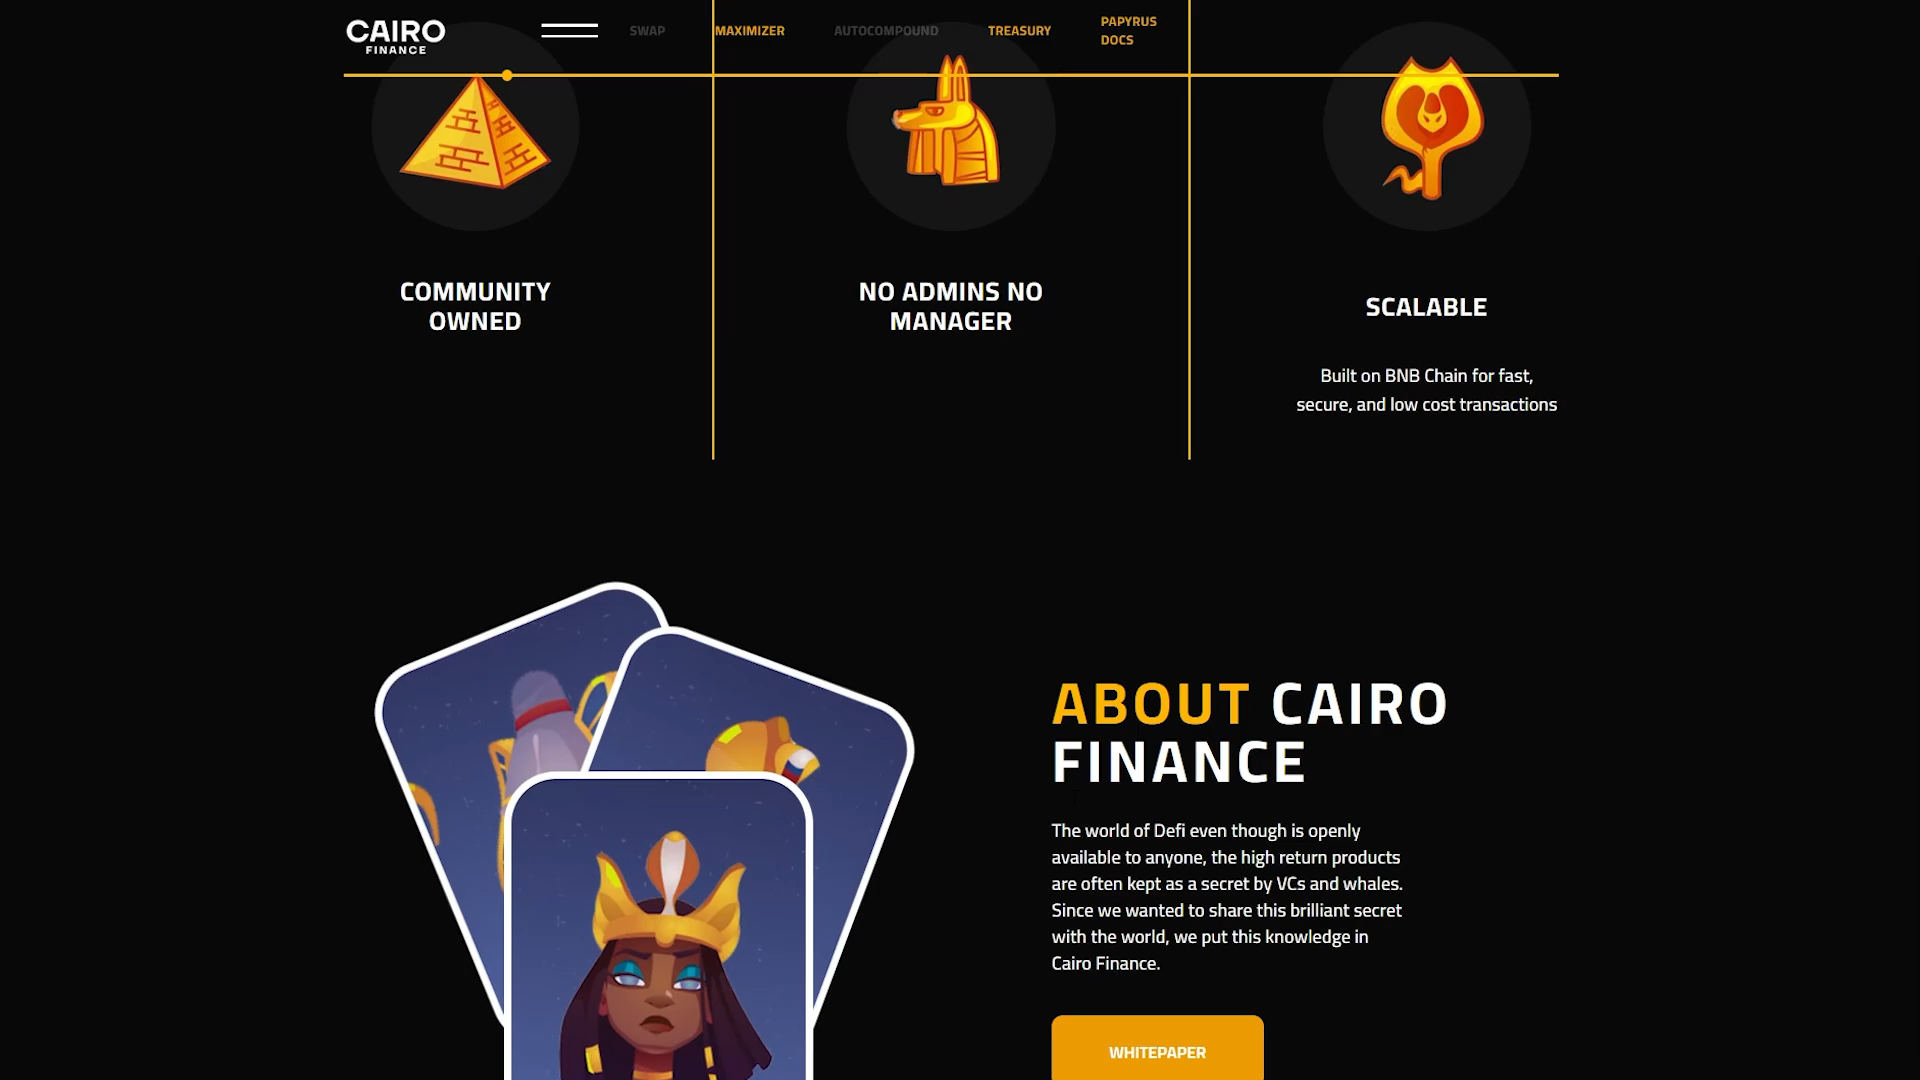 CAIRO
FINANCE
SWAP
MAXIMIZER
AUTOCOMPOUND
TREASURY
PAPYRUS
DOCS
COMMUNITY
OWNED
NO ADMINS NO
MANAGER
SCALABLE
Built on BNB Chain for fast,
secure, and low cost transactions
ABOUT CAIRO
FINANCE
The world of Defi even though is openly
available to anyone, the high return products
are often kept as a secret by VCs and whales.
Since we wanted to share this brilliant secret
with the world, we put this knowledge in
Cairo Finance.
WHITEPAPER